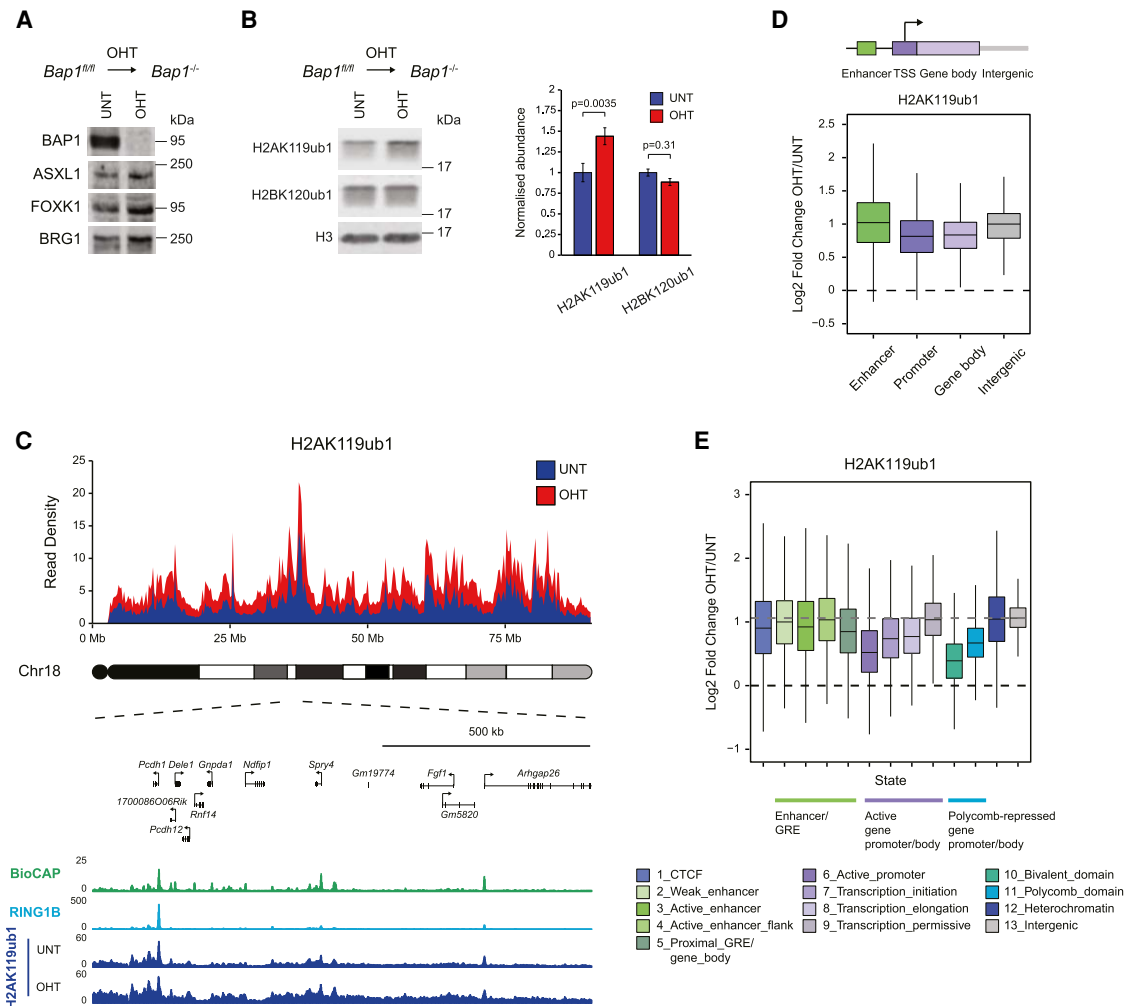 A
OHT
Bap1fl/fl Bap1-/-
UNT
OHT
kDa
BAP1
95
250
ASXL1
FOXK1
95
BRG1
250
B
OHT
Bap1fl/fl Bap1-/-
UNT
OHT
kDa
H2AK119ub1
17
H2BK120ub1
17
H3
17
Normalised abundance
2
1,75
1,5
1,25
1
0,75
0,5
0,25
0
UNT
OHT
p=0.0035
p=0.31
H2AK119ub1
H2BK120ub1
D
Enhancer TSS Gene body Intergenic
H2AK119ub1
Log2 Fold Change OHT/UNT
2.5
2
1
0
−0.5
Enhancer
Promoter
Gene body
Intergenic
C
H2AK119ub1
Read Density
25
20
15
10
5
0
UNT
OHT
0 Mb
25 Mb
50 Mb
75 Mb
Chr18
500 kb
Pcdh1 Dele1 Gnpda1 Ndfip1 Spry4 Gm19774 Fgf1 Arhgap26
1700086O06Rik Rnf14 Gm5820
Pcdh12
BioCAP
25
0
RING1B
500
0
H2AK119ub1
UNT
60
0
OHT
60
0
E
H2AK119ub1
Log2 Fold Change OHT/UNT
3
2
1
0
−1
State
Enhancer/
GRE
Active
gene
promoter/body
Polycomb-repressed
gene
promoter/body
1_CTCF
2_Weak_enhancer
3_Active_enhancer
4_Active_enhancer_flank
5_Proximal_GRE/
gene_body
6_Active_promoter
7_Transcription_initiation
8_Transcription_elongation
9_Transcription_permissive
10_Bivalent_domain
11_Polycomb_domain
12_Heterochromatin
13_Intergenic